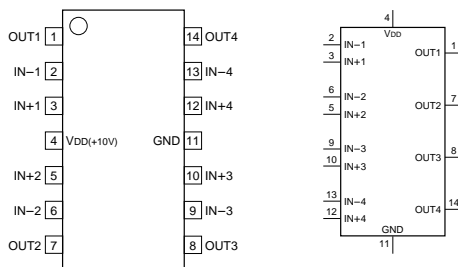 OUT1 1 14 OUT4
IN−1 2 13 IN−4
IN+1 3 12 IN+4
4 VDD(+10V) GND 11
IN+2 5 10 IN+3
IN−2 6 9 IN−3
OUT2 7 8 OUT3
4
VDD
2 IN−1
3 IN+1
OUT1 1
6 IN−2
5 IN+2
OUT2 7
9 IN−3
10 IN+3
OUT3 8
13 IN−4
12 IN+4
OUT4 14
GND
11